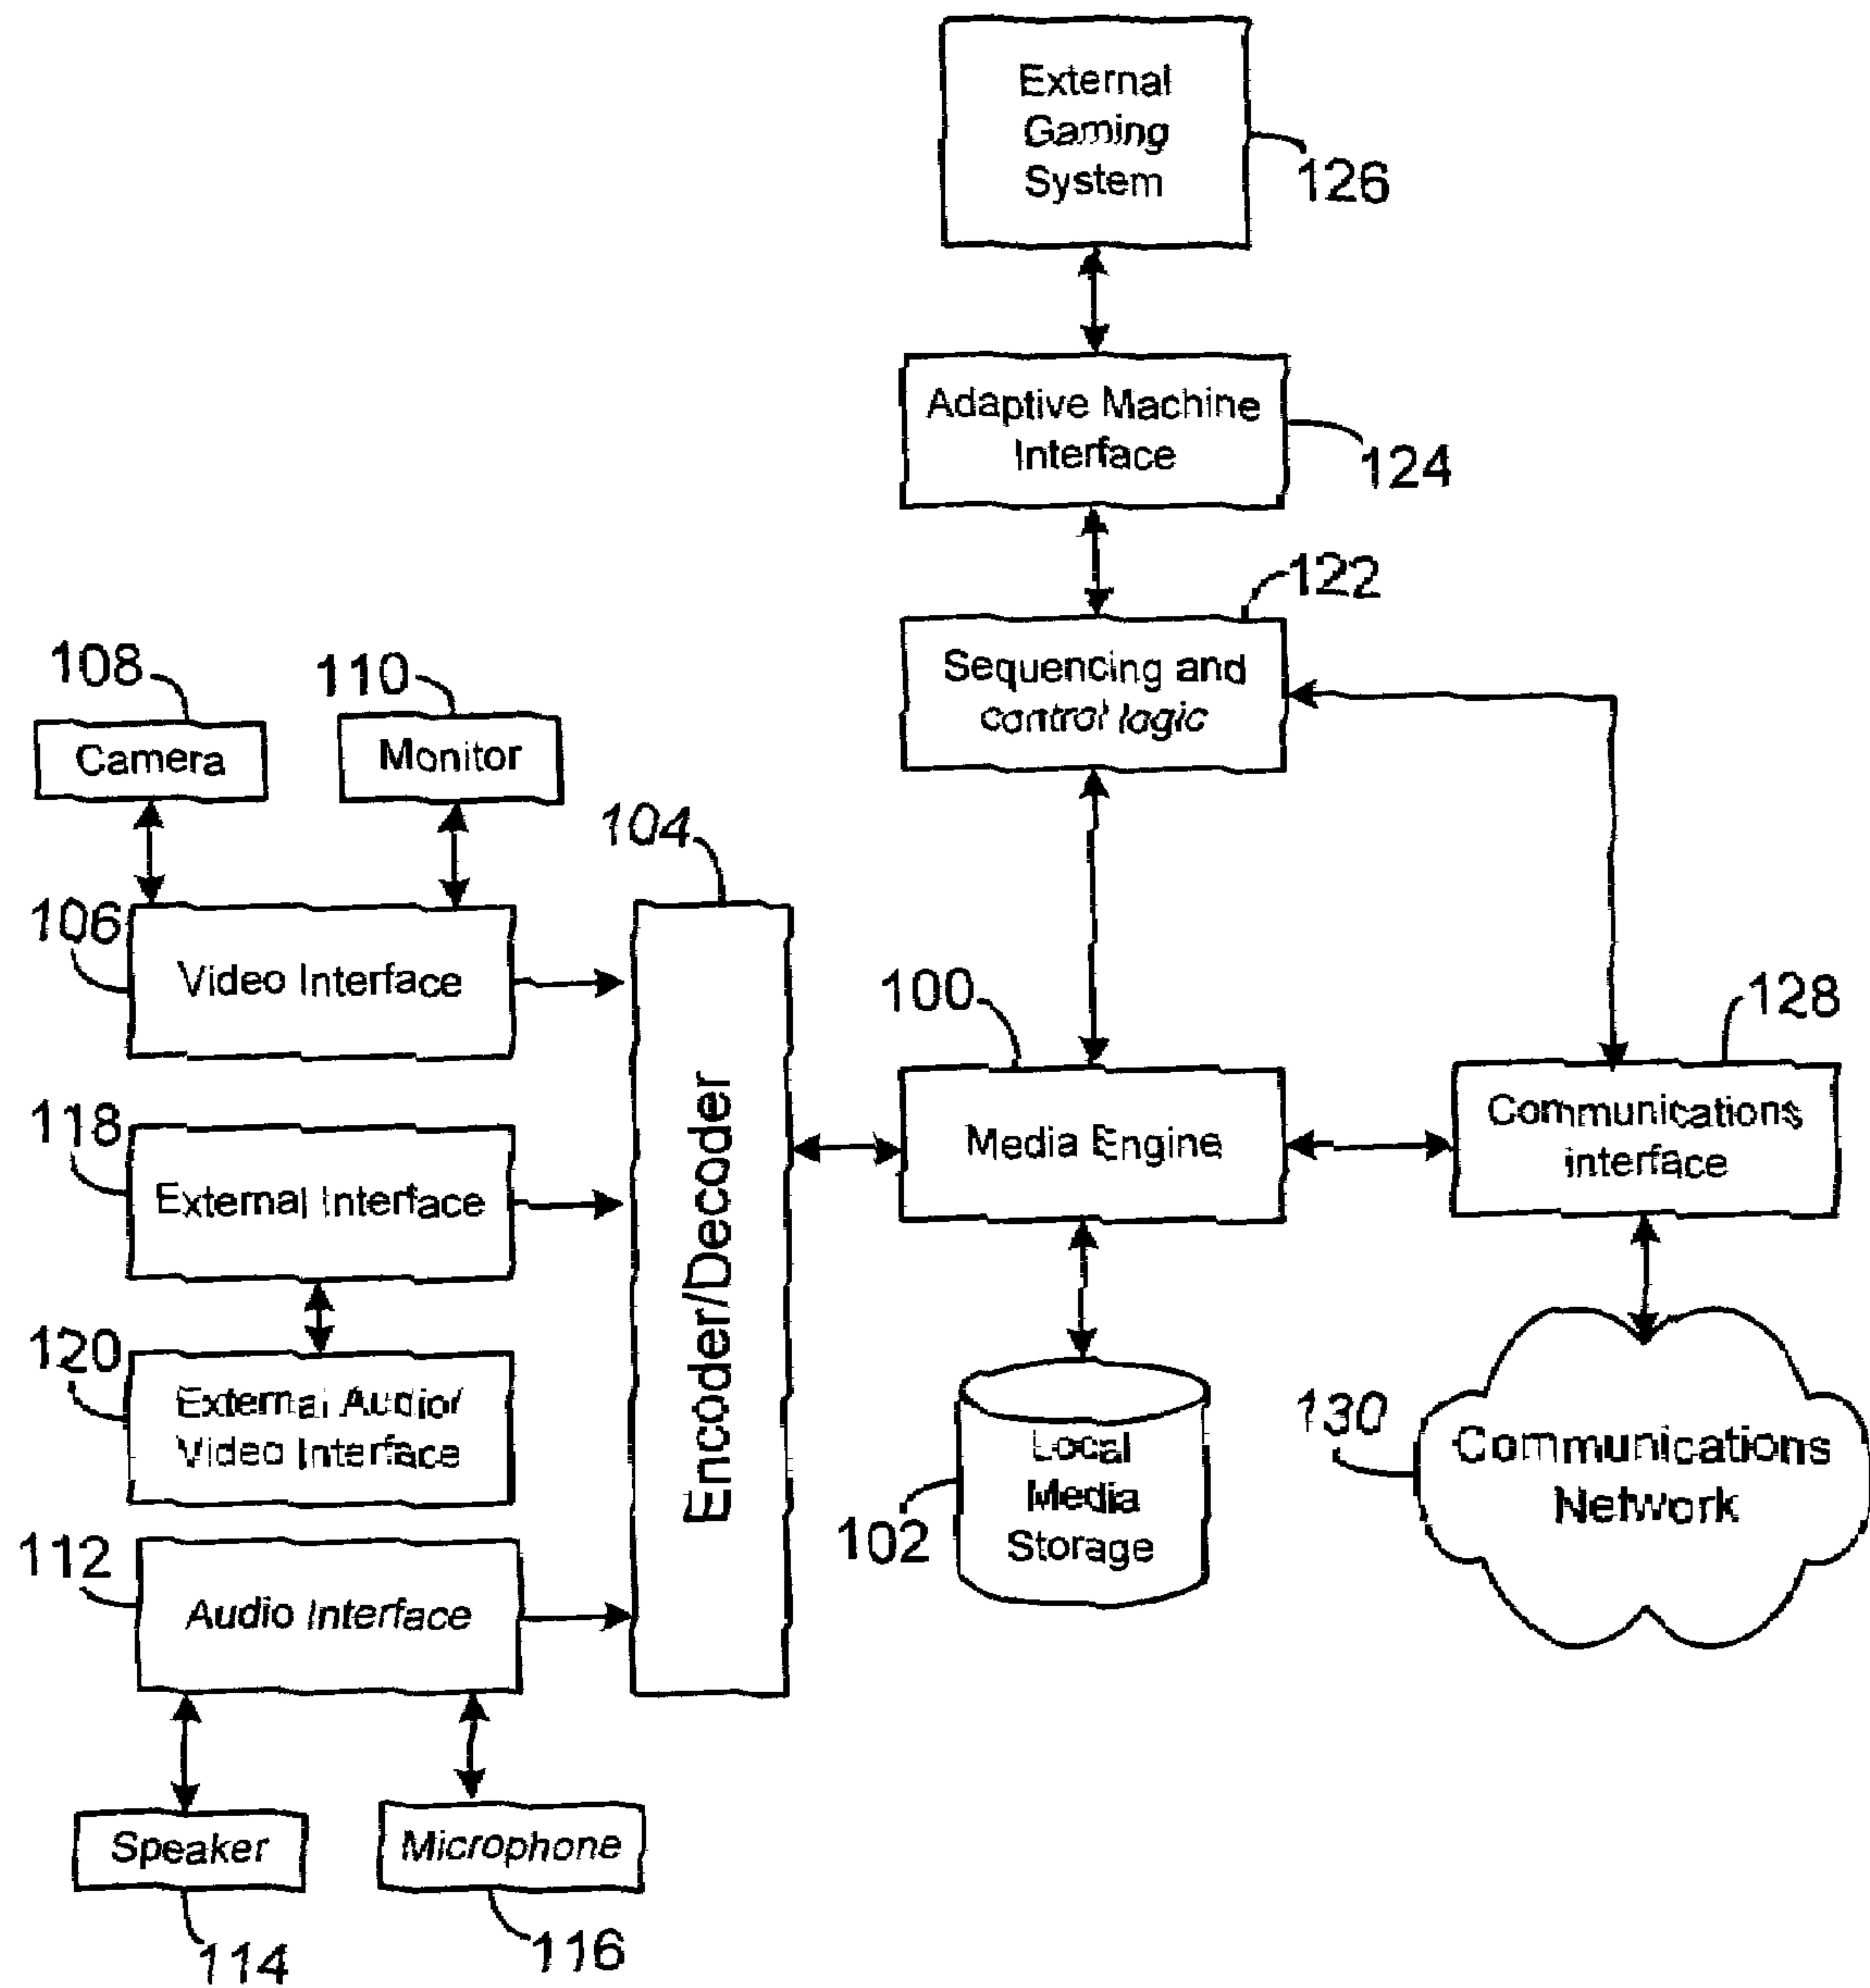 External
Gaming
System
126
Adaptive Machine
Interface
124
122
Sequencing and
control logic
108
110
Camera
Monitor
104
106
Video Interface
100
128
118
External Interface
Encoder/Decoder
Media Engine
Communications
interface
120
External Audio/
Video Interface
130
Local
Media
Storage
102
Communications
Network
112
Audio Interface
Speaker
Microphone
114
116